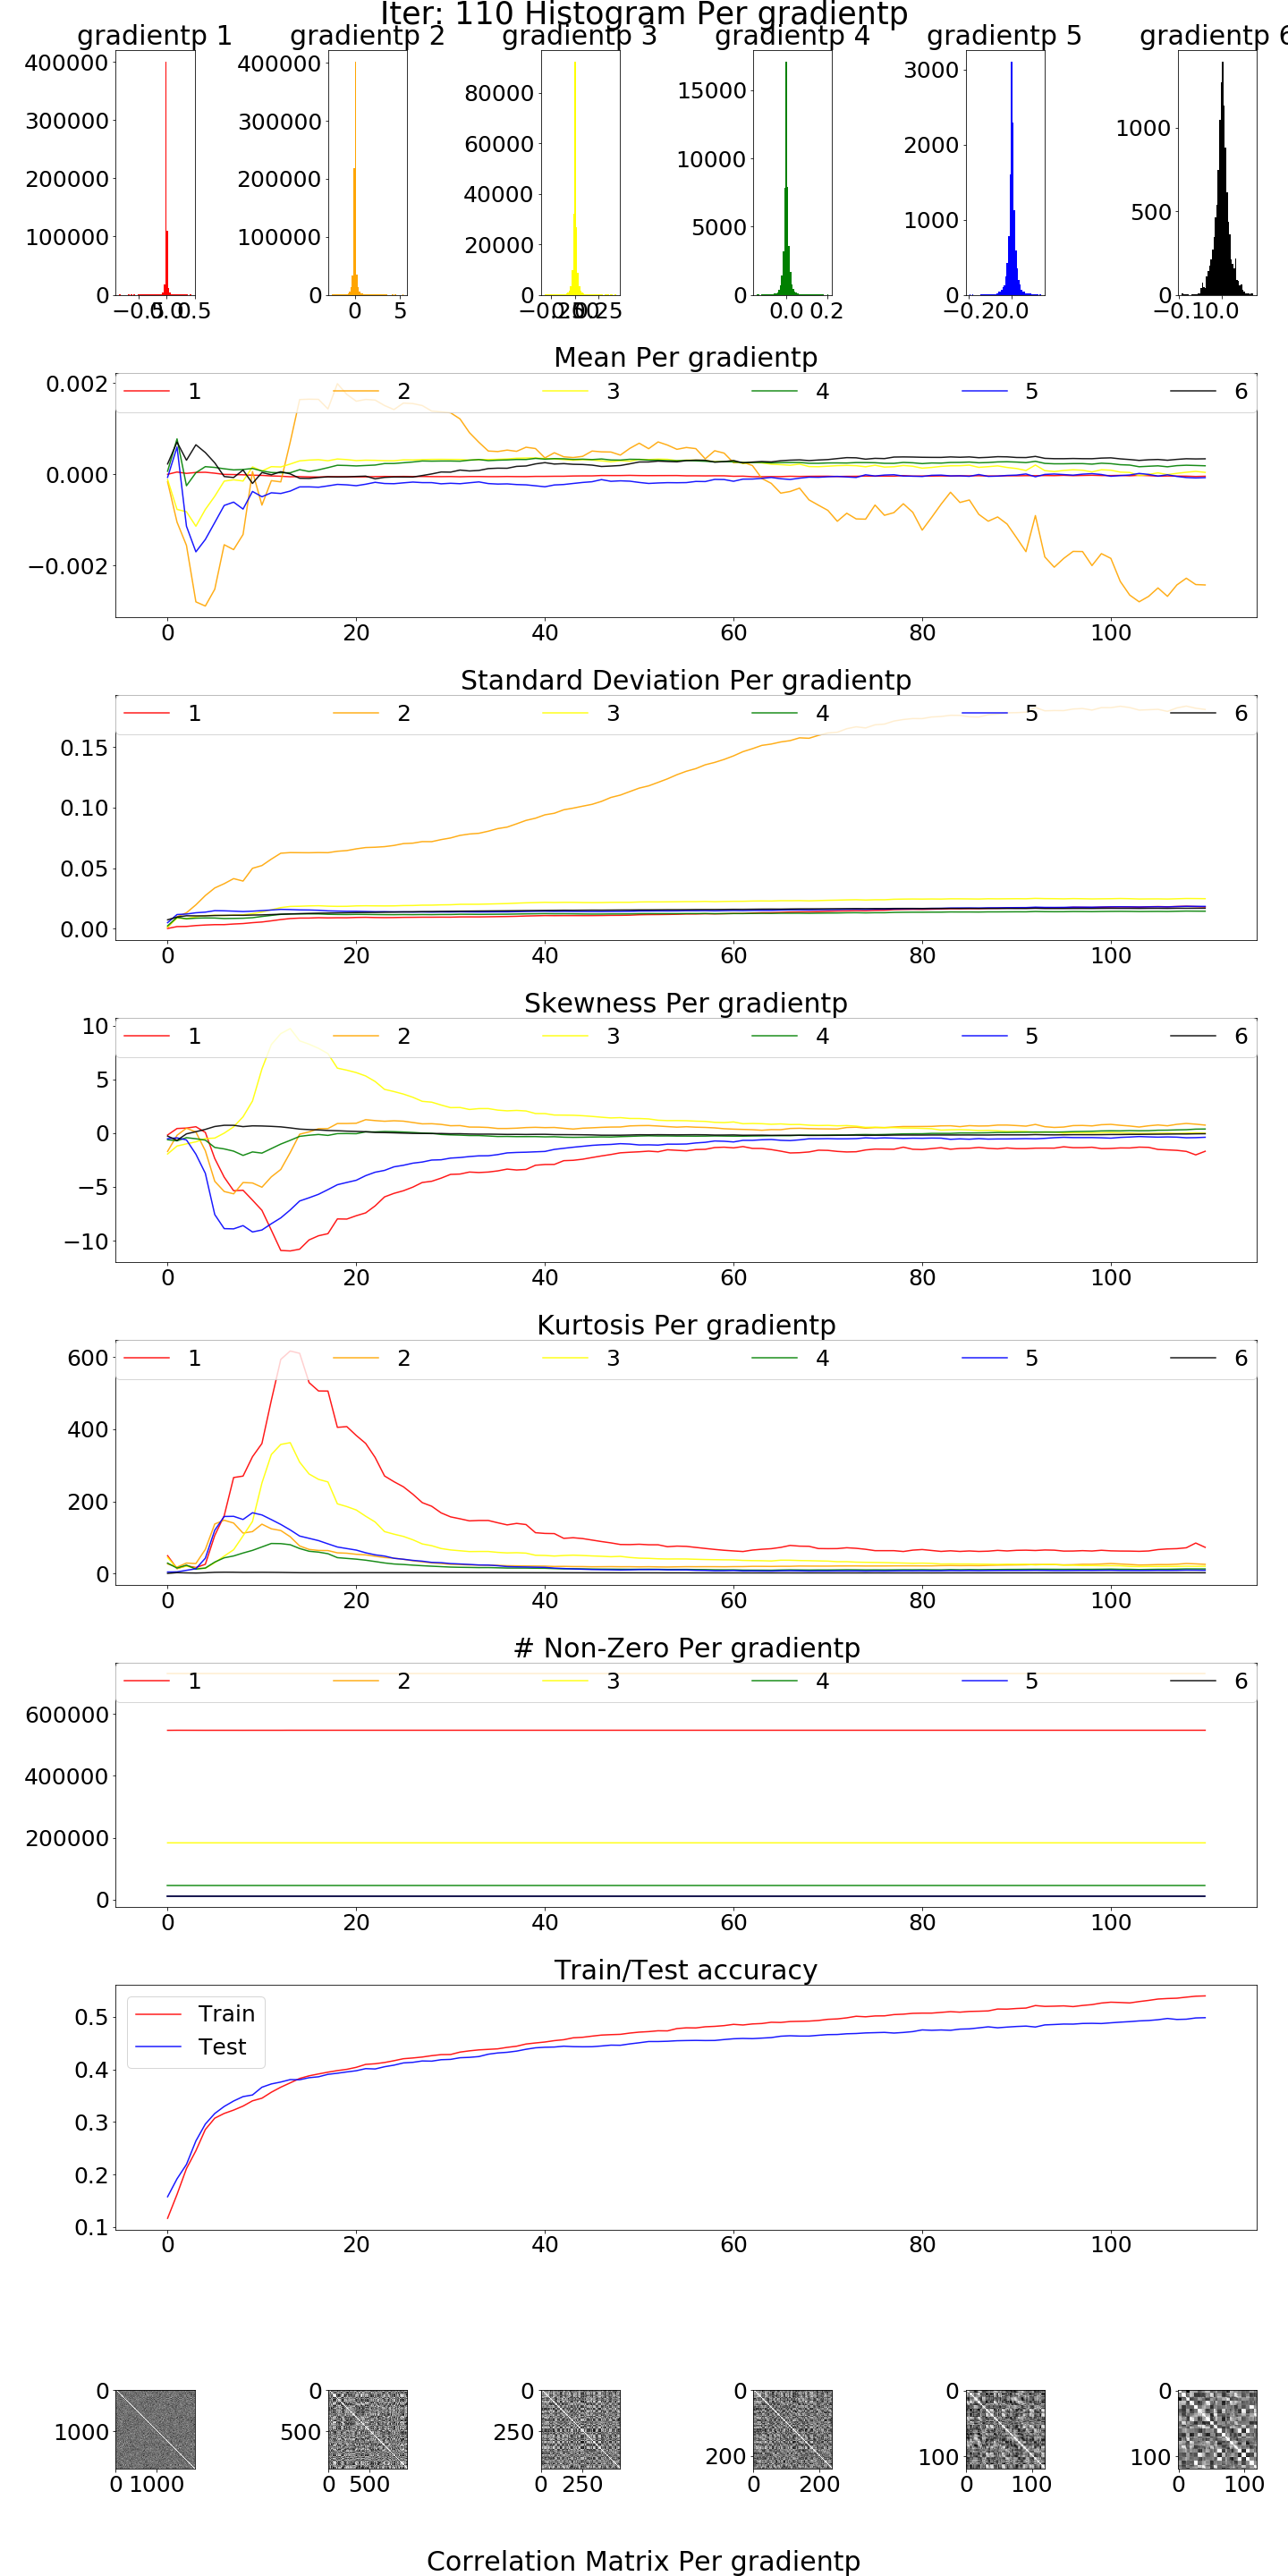 Iter: 110 Histogram Per gradientp
gradientp 1 gradientp 2 gradientp 3 gradientp 4 gradientp 5 gradientp 6
400000 400000 80000 15000 3000 1000
300000 300000 60000 10000 2000 500
200000 200000 40000 5000 1000 0
100000 100000 20000 0 0
0 0 0
0.5 0 5 0.25 0.0 0.2 −0.2 0.0 −0.1 0.0
Mean Per gradientp
1 2 3 4 5 6
0.002
0.000
−0.002
0 20 40 60 80 100
Standard Deviation Per gradientp
1 2 3 4 5 6
0.15
0.10
0.05
0.00
0 20 40 60 80 100
Skewness Per gradientp
1 2 3 4 5 6
10
5
0
−5
−10
0 20 40 60 80 100
Kurtosis Per gradientp
1 2 3 4 5 6
600
400
200
0
0 20 40 60 80 100
# Non-Zero Per gradientp
1 2 3 4 5 6
600000
400000
200000
0
0 20 40 60 80 100
Train/Test accuracy
Train
Test
0.5
0.4
0.3
0.2
0.1
0 20 40 60 80 100
0 0 0 0 0 0
1000 500 250 200 100 100
0 1000 0 500 0 250 0 200 0 100 0 100
Correlation Matrix Per gradientp